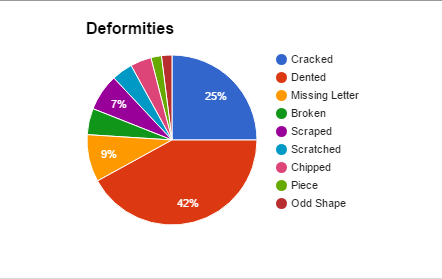 Deformities
25%
42%
9%
7%
Cracked
Dented
Missing Letter
Broken
Scraped
Scratched
Chipped
Piece
Odd Shape